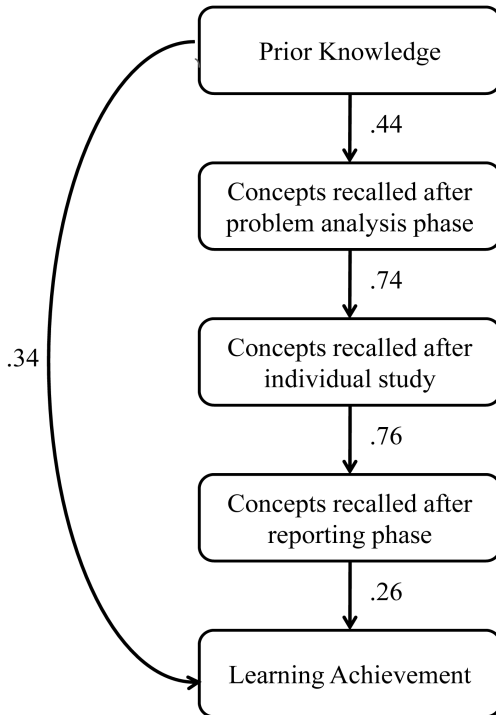 Prior Knowledge
.44
Concepts recalled after
problem analysis phase
.74
Concepts recalled after
individual study
.34
.76
Concepts recalled after
reporting phase
.26
Learning Achievement